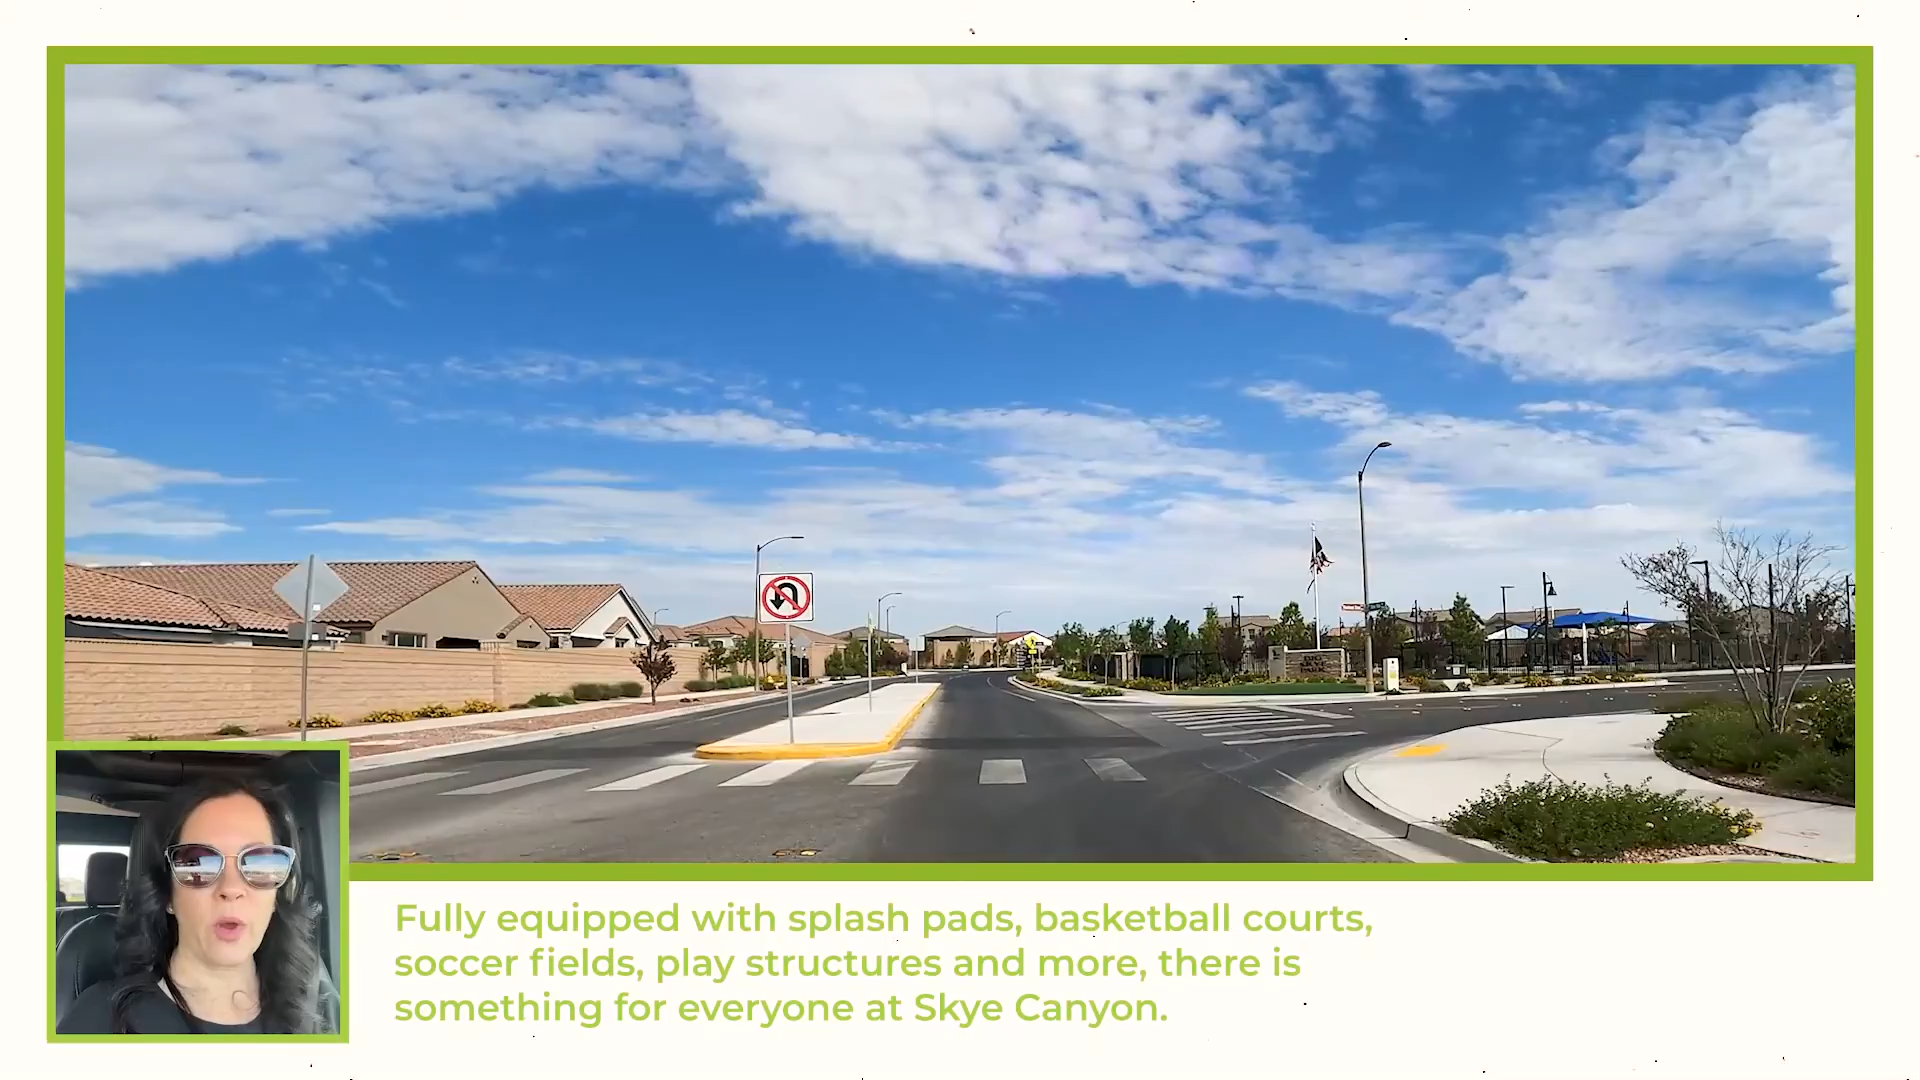 Fully equipped with splash pads, basketball courts,
soccer fields, play structures and more, there is
something for everyone at Skye Canyon.